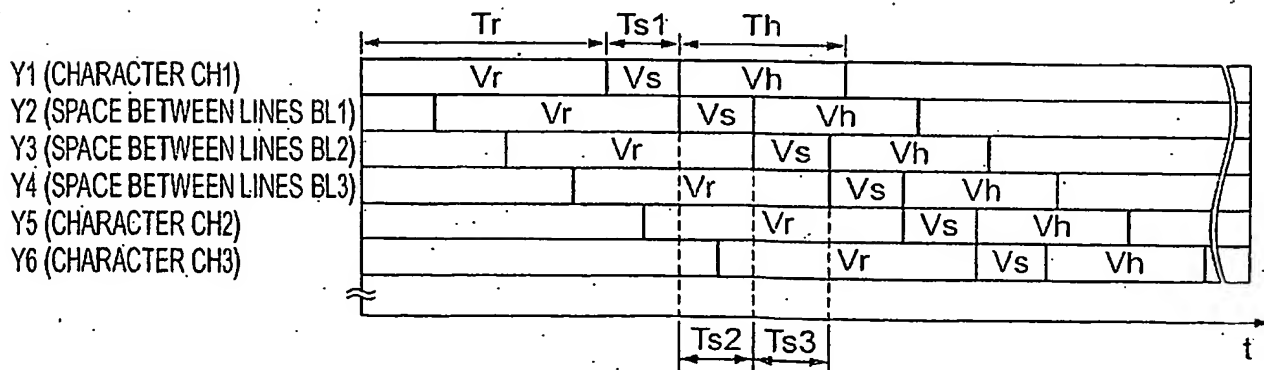 Tr Ts1 Th
Y1 (CHARACTER CH1) Vr Vs Vh
Y2 (SPACE BETWEEN LINES BL1) Vr Vs Vh
Y3 (SPACE BETWEEN LINES BL2) Vr Vs Vh
Y4 (SPACE BETWEEN LINES BL3) Vr Vs Vh
Y5 (CHARACTER CH2) Vr Vs Vh
Y6 (CHARACTER CH3) Vr Vs Vh
Ts2 Ts3 t